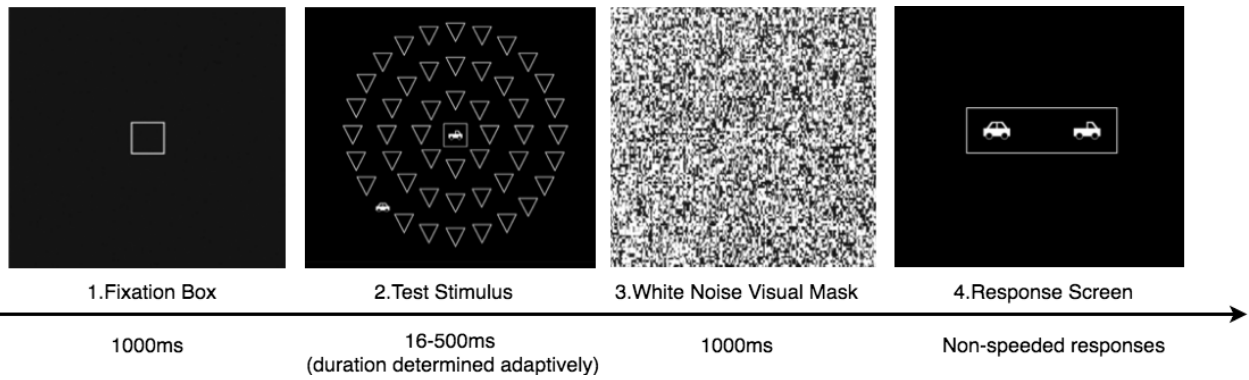 1.Fixation Box
2.Test Stimulus
3.White Noise Visual Mask
4.Response Screen
1000ms
16-500ms
(duration determined adaptively)
1000ms
Non-speeded responses